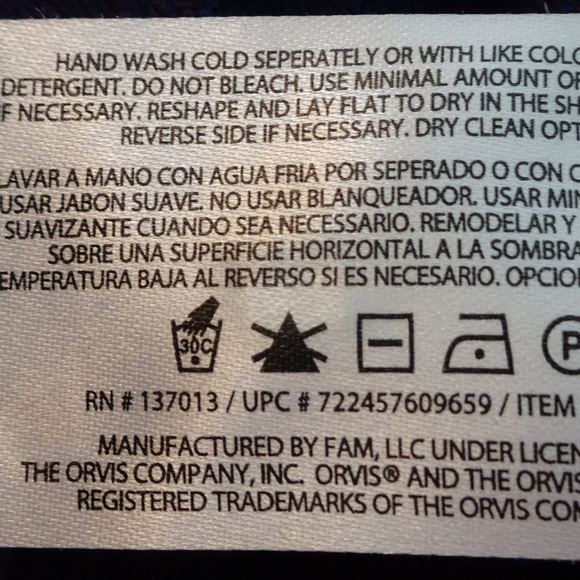 HAND WASH COLD SEPERATELY OR WITH LIKE COLO
DETERGENT. DO NOT BLEACH. USE MINIMAL AMOUNT OF
F NECESSARY. RESHAPE AND LAY FLAT TO DRY IN THE SH
REVERSE SIDE IF NECESSARY. DRY CLEAN OPT
LAVAR A MANO CON AGUA FRIA POR SEPERADO O CON C
USAR JABON SUAVE. NO USAR BLANQUEADOR. USAR MIN
SUAVIZANTE CUANDO SEA NECESSARIO. REMODELAR Y
SOBRE UNA SUPERFICIE HORIZONTAL A LA SOMBRA
EMPERATURA BAJA AL REVERSO SI ES NECESARIO. OPCIO
30C
P
RN # 137013 / UPC # 722457609659 / ITEM
MANUFACTURED BY FAM, LLC UNDER LICEN
THE ORVIS COMPANY, INC. ORVIS® AND THE ORVIS
REGISTERED TRADEMARKS OF THE ORVIS COM